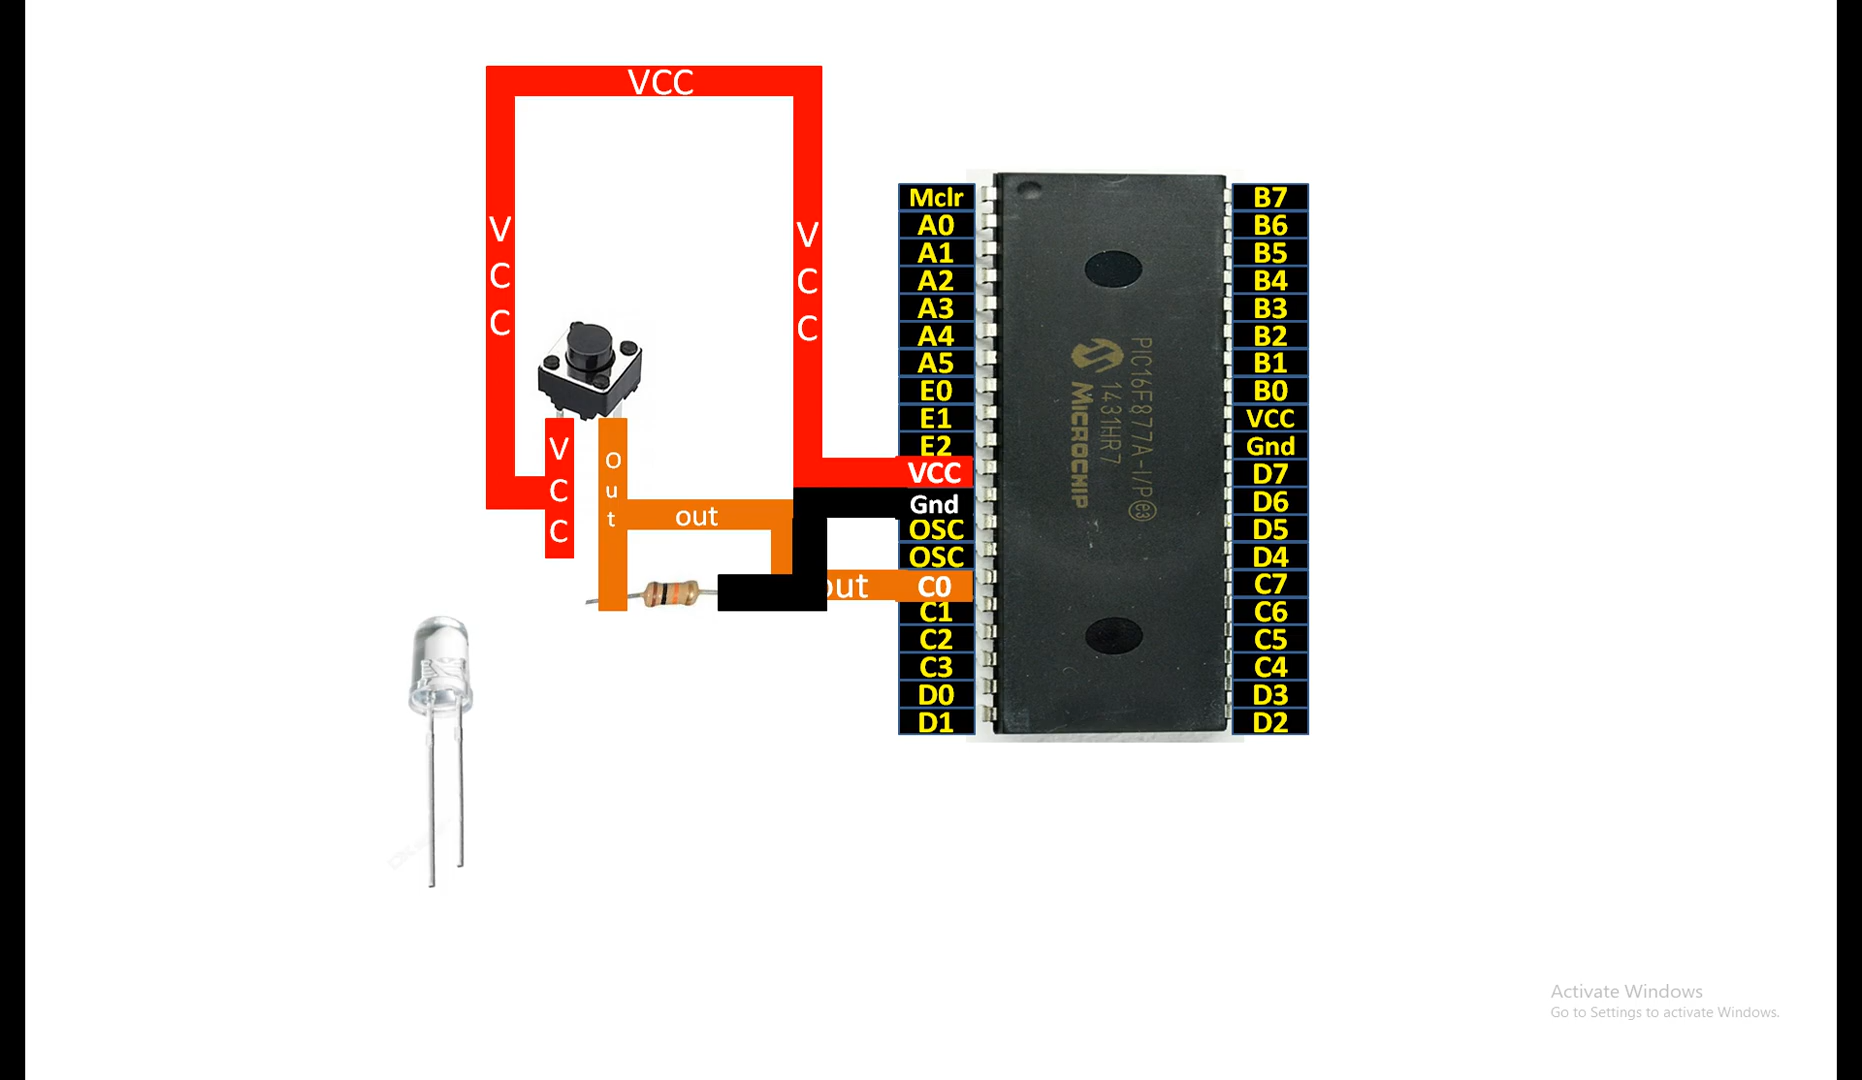 VCC
V
C
C
V
C
C
V
C
C
o
u
t
out
out
Mclr
A0
A1
A2
A3
A4
A5
E0
E1
E2
VCC
Gnd
OSC
OSC
C0
C1
C2
C3
D0
D1
PIC16F877A-I/P e3
1431HR7
MICROCHIP
B7
B6
B5
B4
B3
B2
B1
B0
VCC
Gnd
D7
D6
D5
D4
C7
C6
C5
C4
D3
D2
Activate Windows
Go to Settings to activate Windows.